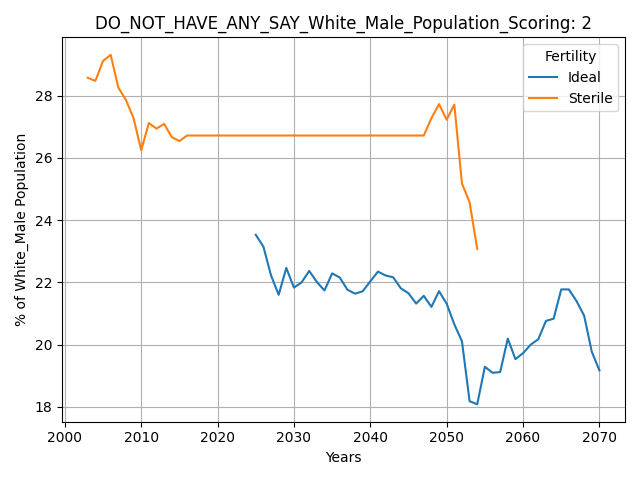 DO_NOT_HAVE_ANY_SAY_White_Male_Population_Scoring: 2
Fertility
Ideal
Sterile
% of White_Male Population
28
26
24
22
20
18
2000 2010 2020 2030 2040 2050 2060 2070
Years